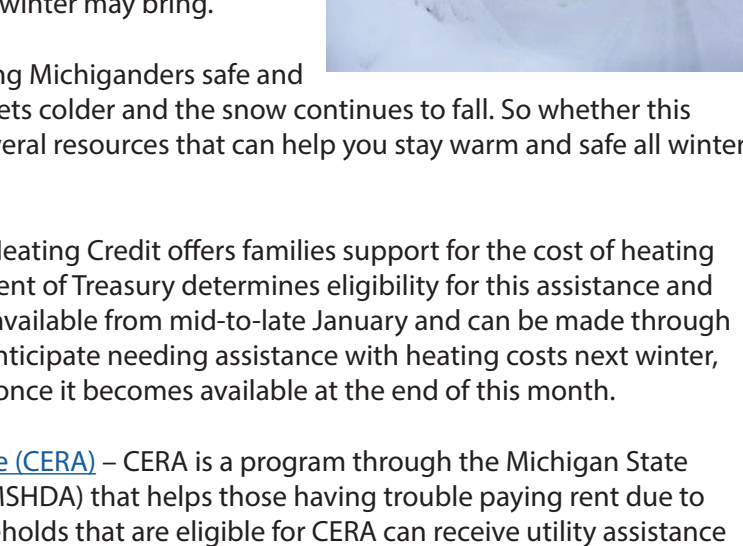 winter may bring.
ng Michiganders safe and
ets colder and the snow continues to fall. So whether this
veral resources that can help you stay warm and safe all winter
Heating Credit offers families support for the cost of heating
ent of Treasury determines eligibility for this assistance and
available from mid-to-late January and can be made through
nticipate needing assistance with heating costs next winter,
once it becomes available at the end of this month.
e (CERA) – CERA is a program through the Michigan State
MSHDA) that helps those having trouble paying rent due to
eholds that are eligible for CERA can receive utility assistance